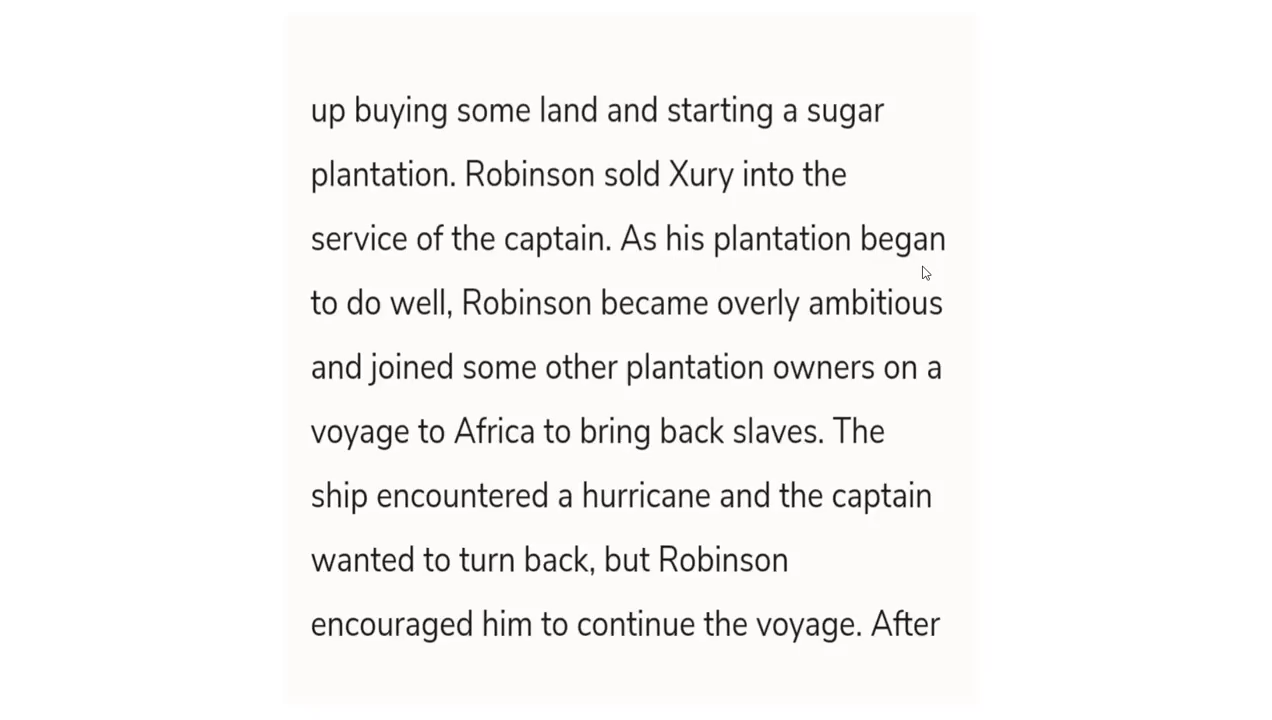 up buying some land and starting a sugar
plantation. Robinson sold Xury into the
service of the captain. As his plantation began
to do well, Robinson became overly ambitious
and joined some other plantation owners on a
voyage to Africa to bring back slaves. The
ship encountered a hurricane and the captain
wanted to turn back, but Robinson
encouraged him to continue the voyage. After